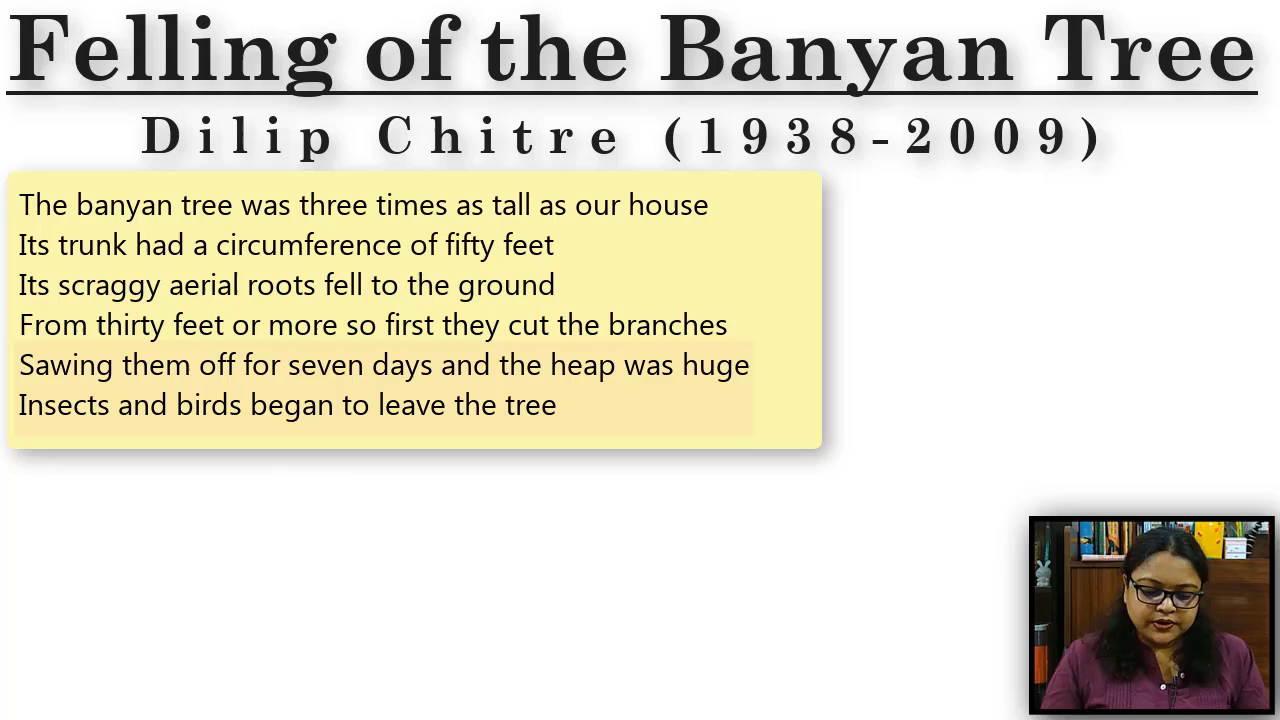 Felling of the Banyan Tree
Dilip Chitre (1938-2009)
The banyan tree was three times as tall as our house
Its trunk had a circumference of fifty feet
Its scraggy aerial roots fell to the ground
From thirty feet or more so first they cut the branches
Sawing them off for seven days and the heap was huge
Insects and birds began to leave the tree